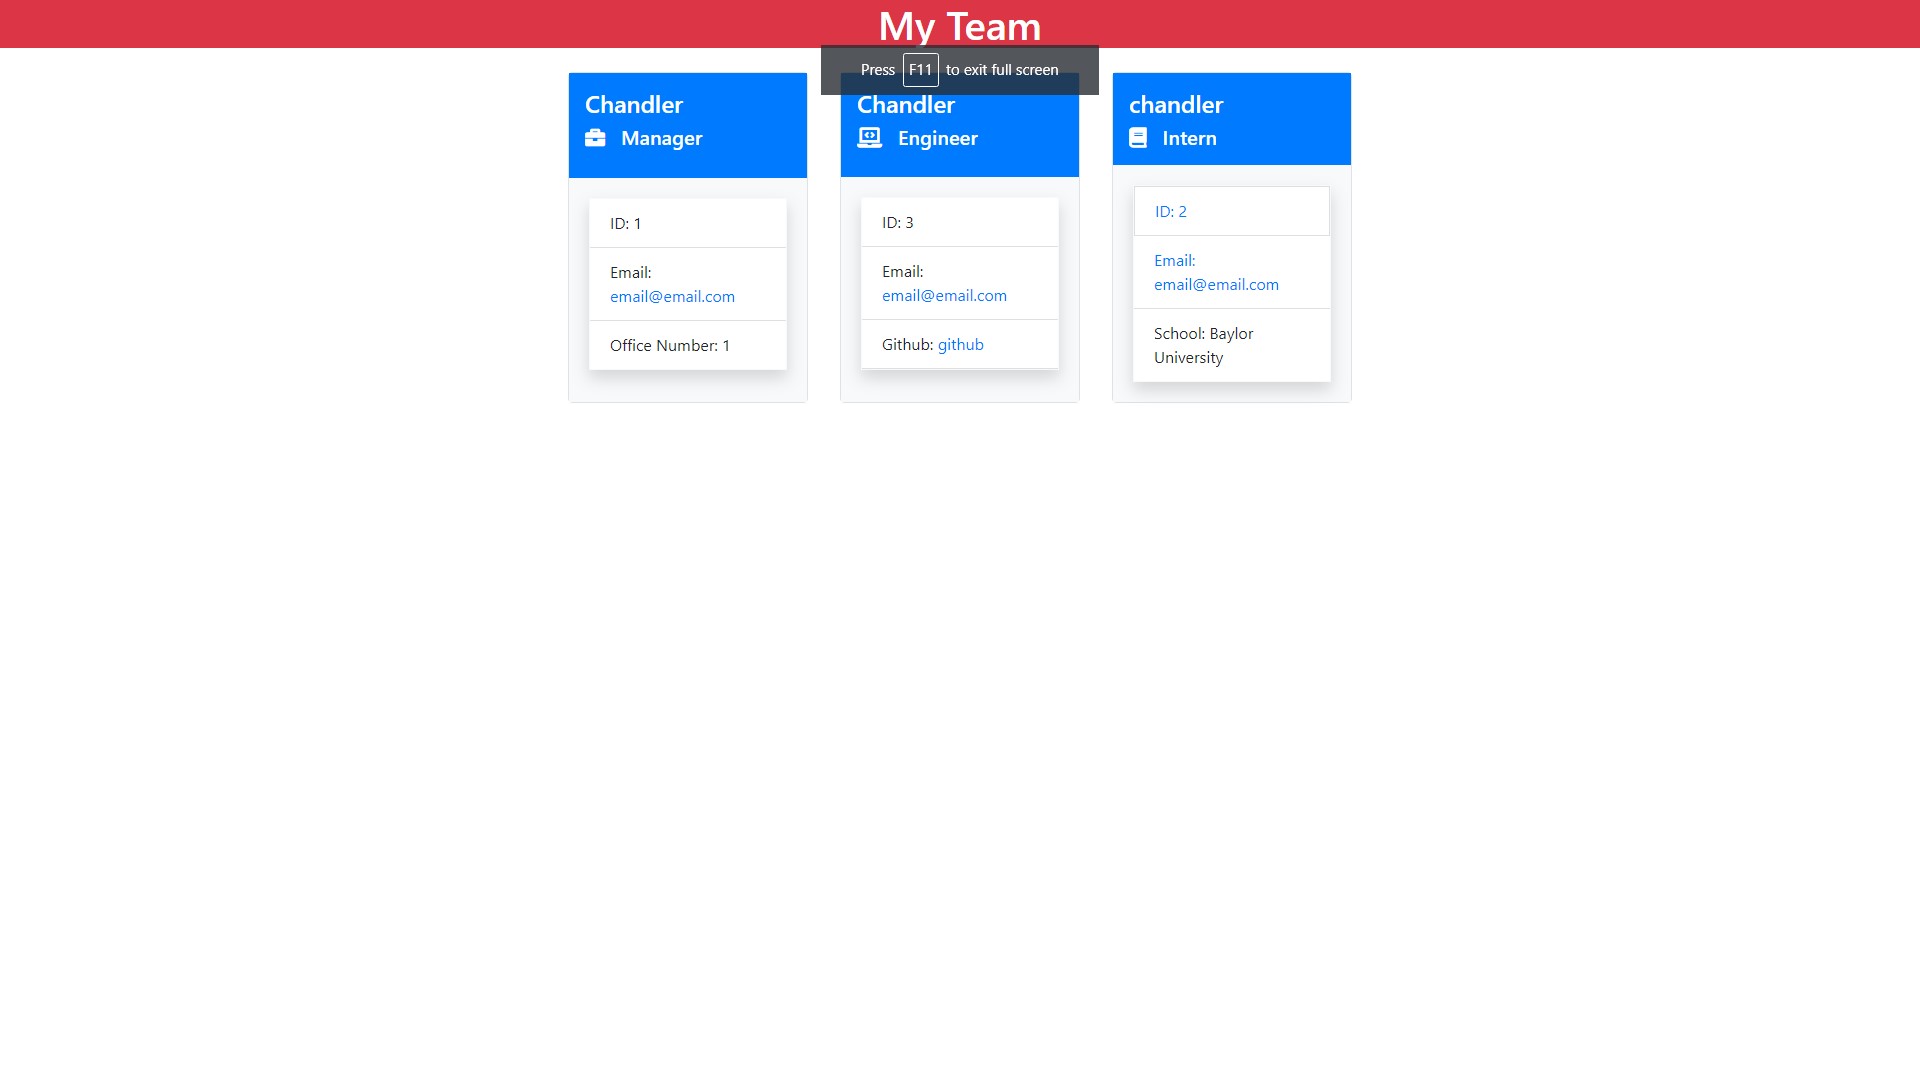 My Team
Press F11 to exit full screen
Chandler
Manager
ID: 1
Email:
email@email.com
Office Number: 1
Chandler
Engineer
ID: 3
Email:
email@email.com
Github: github
chandler
Intern
ID: 2
Email:
email@email.com
School: Baylor
University